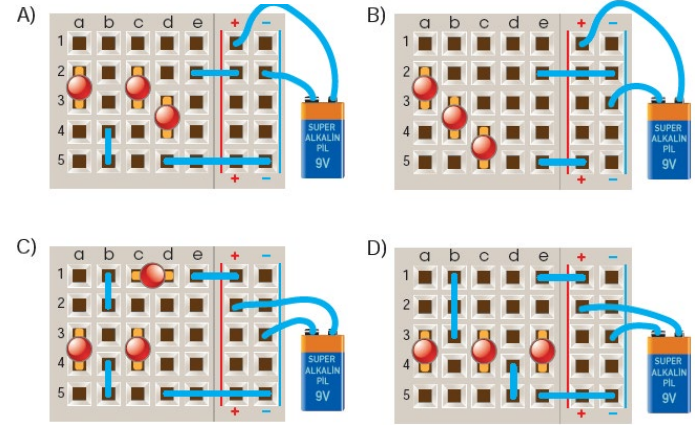 A)
a b c d e + −
1
2
3
4
5
+ −
SUPER
ALKALİN
PİL
9V
B)
a b c d e + −
1
2
3
4
5
+ −
SUPER
ALKALİN
PİL
9V
C)
a b c d e + −
1
2
3
4
5
+ −
SUPER
ALKALİN
PİL
9V
D)
a b c d e + −
1
2
3
4
5
+ −
SUPER
ALKALİN
PİL
9V